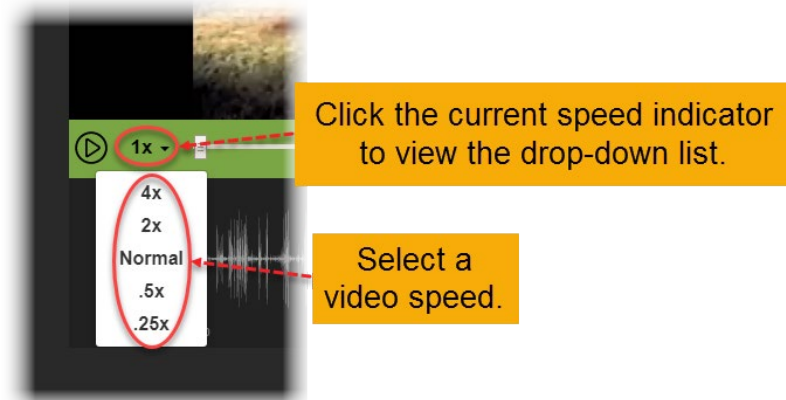 Click the current speed indicator
to view the drop-down list.
1x
4x
2x
Normal
.5x
.25x
Select a
video speed.